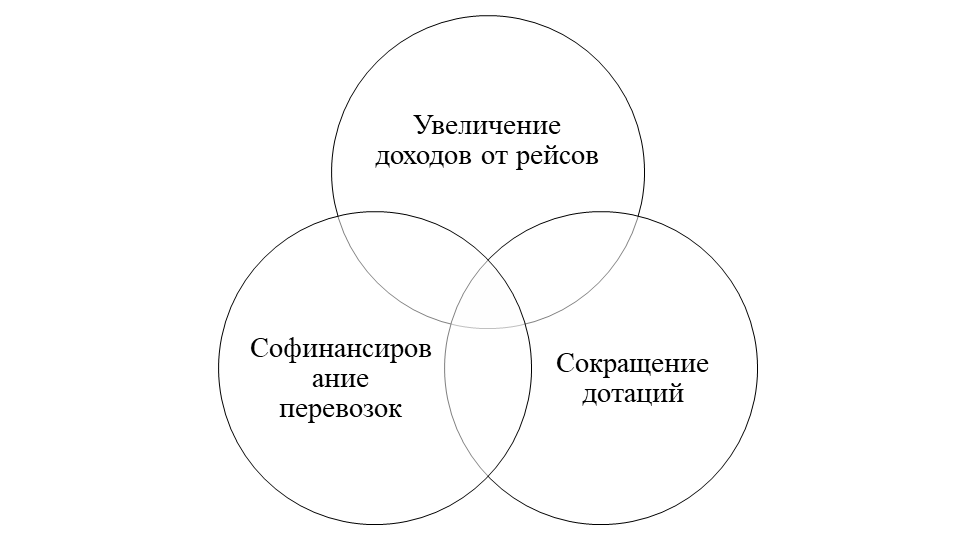 Увеличение
доходов от рейсов
Софинансиров
ание
перевозок
Сокращение
дотаций